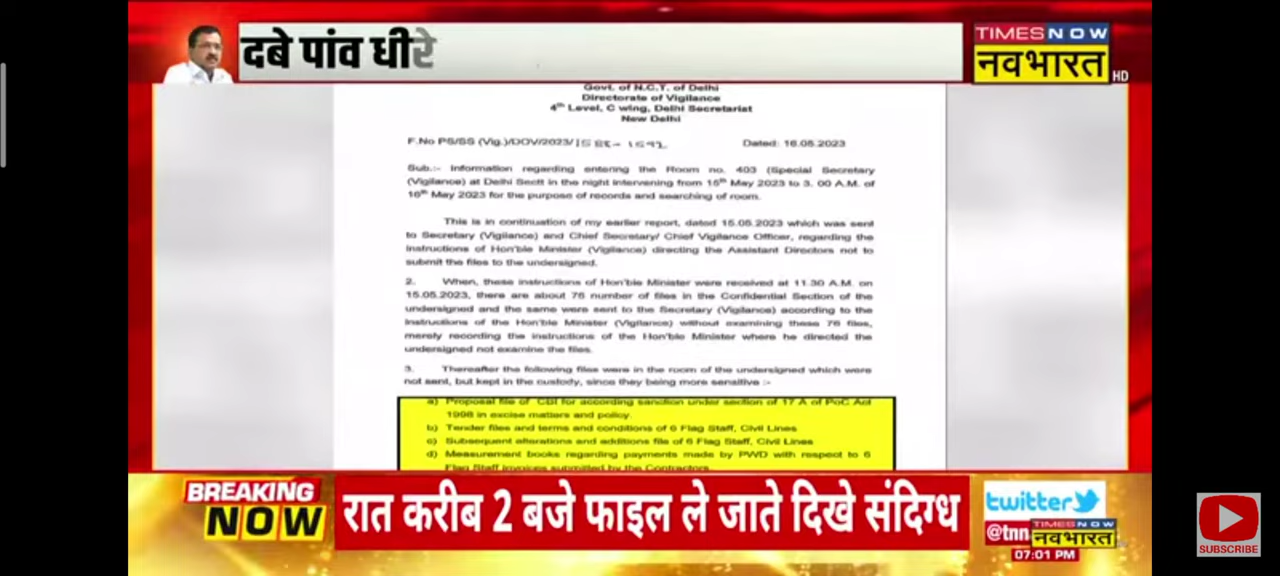 दबे पांव धीरे
TIMES NOW
नवभारत
HD
Govt. of N.C.T. of Delhi
Directorate of Vigilance
4th Level, C wing, Delhi Secretariat
New Delhi
F.No PS/SS (Vig.)/DOV/2023/ Dated: 16.05.2023
Sub:- Information regarding entering the Room no. 403 (Special Secretary
(Vigilance) at Delhi Sectt in the night intervening from 15th May 2023 to 3. 00 A.M. of
16th May 2023 for the purpose of records and searching of room.
This is in continuation of my earlier report, dated 15.05.2023 which was sent
to Secretary (Vigilance) and Chief Secretary/ Chief Vigilance Officer, regarding the
instructions of Hon'ble Minister (Vigilance) directing the Assistant Directors not to
submit the files to the undersigned.
2. When, these instructions of Hon'ble Minister were received at 11.30 A.M. on
15.05.2023, there are about 76 number of files in the Confidential Section of the
undersigned and the same were sent to the Secretary (Vigilance) according to the
instructions of the Hon'ble Minister (Vigilance) without examining these 76 files,
merely recording the instructions of the Hon'ble Minister where he directed the
undersigned not examine the files.
3. Thereafter the following files were in the room of the undersigned which were
not sent, but kept in the custody, since they being more sensitive :-
a) Proposal file of CBI for according sanction under section of 17 A of PoC Act
1998 in excise matters and policy.
b) Tender files and terms and conditions of 6 Flag Staff, Civil Lines
c) Subsequent alterations and additions file of 6 Flag Staff, Civil Lines
d) Measurement books regarding payments made by PWD with respect to 6
Flag Staff invoices submitted by the Contractors.
BREAKING
NOW
रात करीब 2 बजे फाइल ले जाते दिखे संदिग्ध
twitter
@tnn
TIMES NOW
नवभारत
07:01 PM
SUBSCRIBE